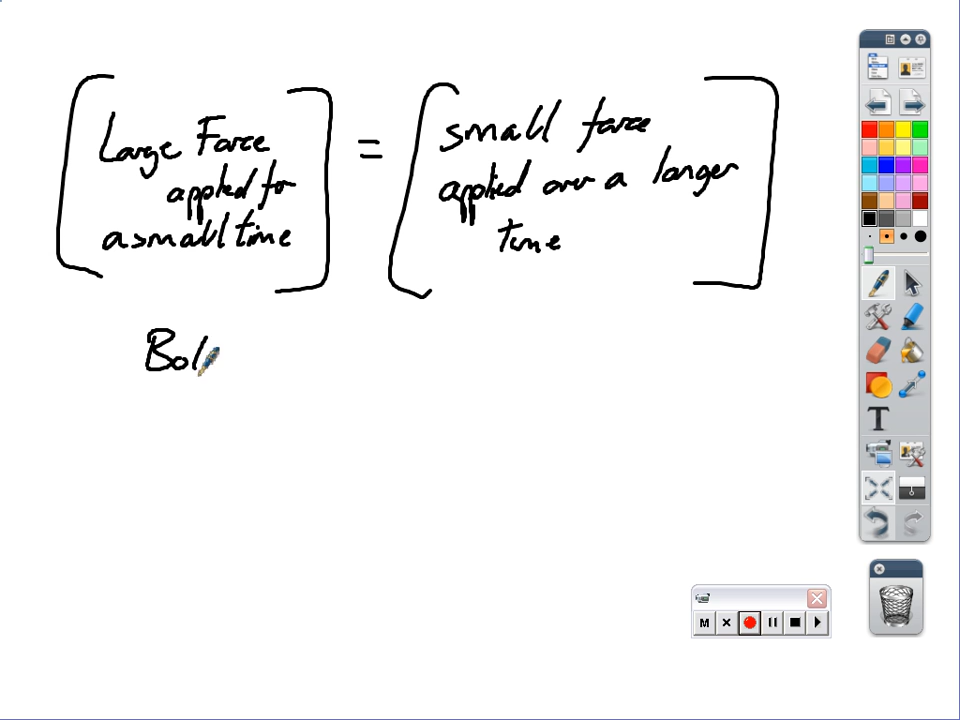 Large Force
applied for
a small time
=
small force
applied over a longer
time
Bol
T
M